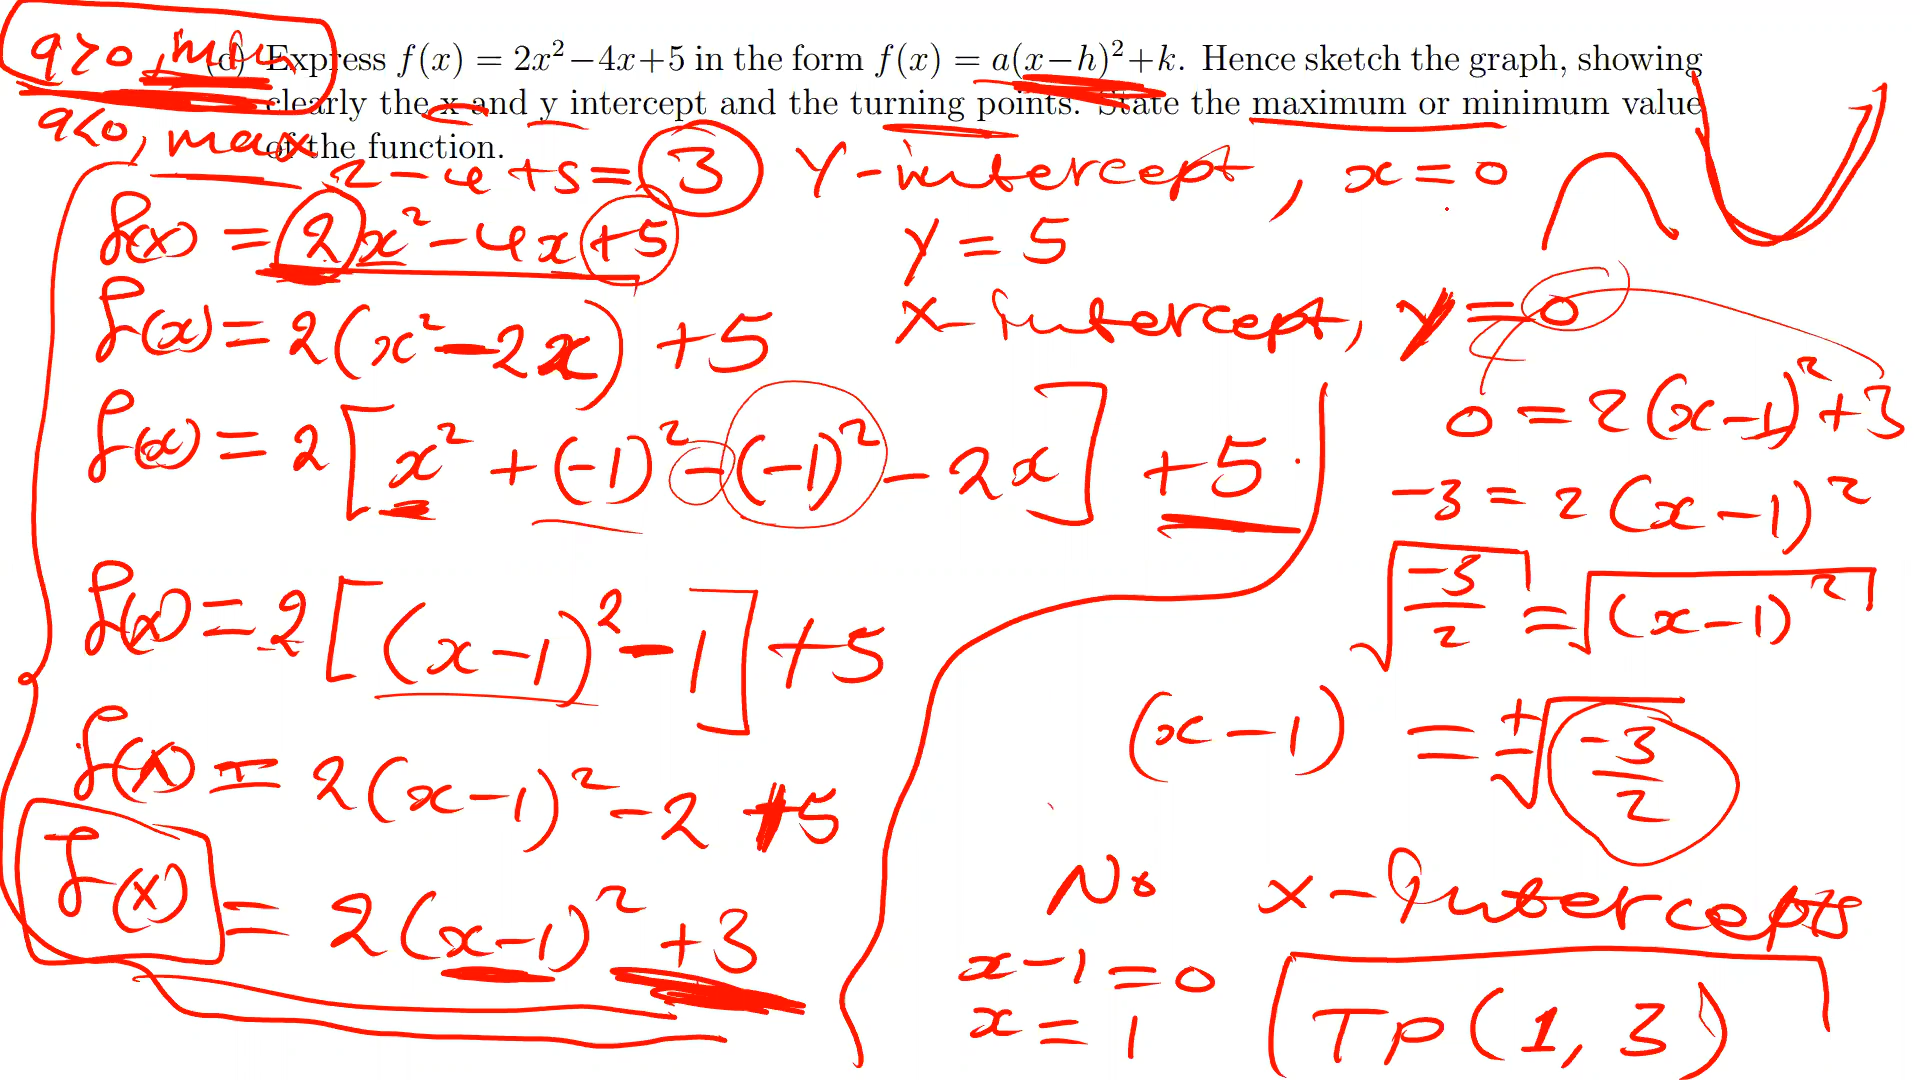 a>0, min
(d) Express f(x) = 2x² − 4x + 5 in the form f(x) = a(x−h)² + k. Hence sketch the graph, showing
clearly the x and y intercept and the turning points. State the maximum or minimum value
of the function.
a<0, max
2 − 4 + 5 = 3
f(x) = 2x² − 4x + 5
f(x) = 2(x² − 2x) + 5
f(x) = 2[x² + (−1)² − (−1)² − 2x] + 5
f(x) = 2[(x−1)² − 1] + 5
f(x) = 2(x−1)² − 2 + 5
f(x) = 2(x−1)² + 3
Y-intercept, x = 0
y = 5
x-intercept, y = 0
0 = 2(x−1)² + 3
−3 = 2(x−1)²
√(−3/2) = √((x−1)²)
(x−1) = ±√(−3/2)
No x-intercepts
x−1 = 0
x = 1
TP(1, 3)